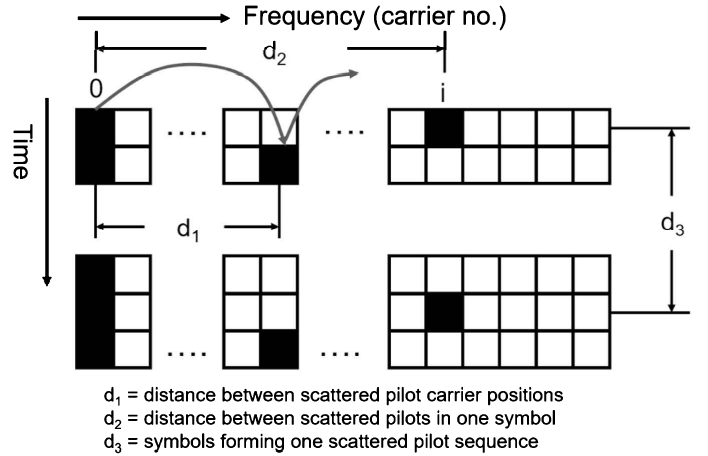 Frequency (carrier no.)
d₂
0
i
Time
....
....
d₁
d₃
....
....
d₁ = distance between scattered pilot carrier positions
d₂ = distance between scattered pilots in one symbol
d₃ = symbols forming one scattered pilot sequence